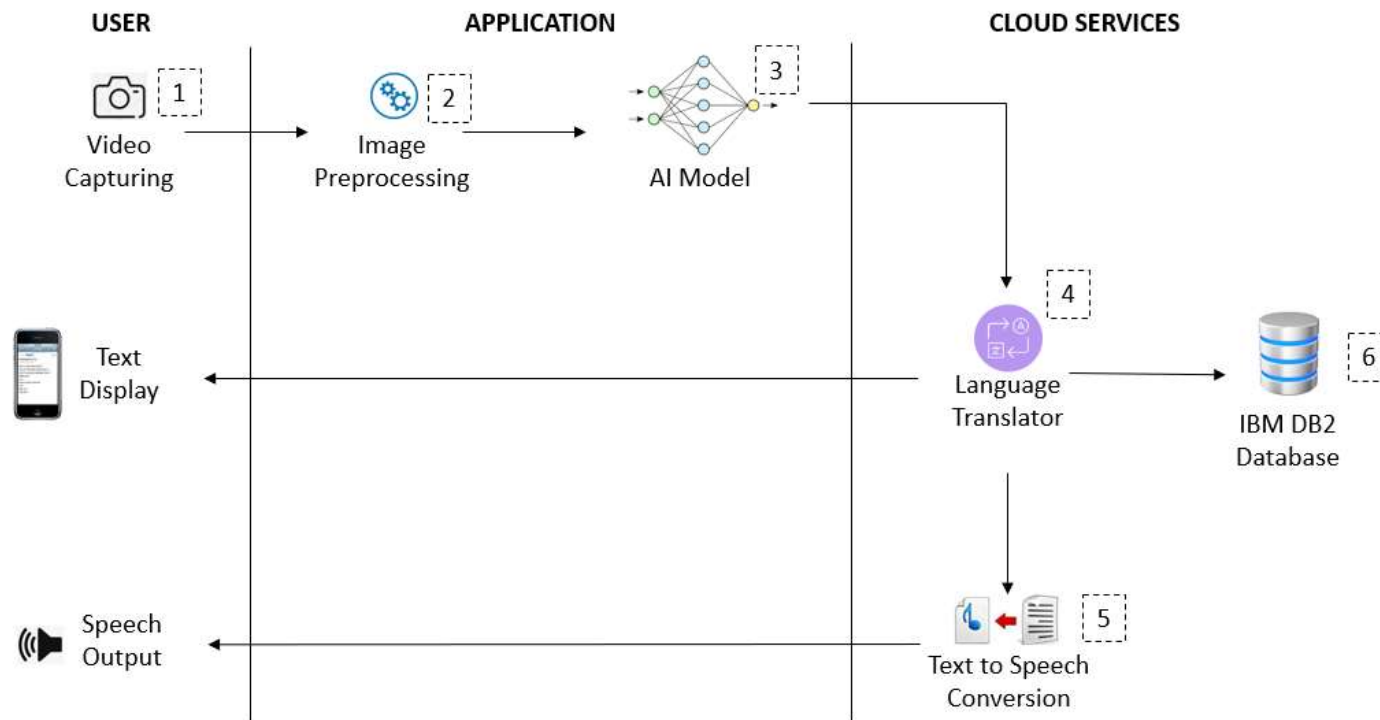 USER
APPLICATION
CLOUD SERVICES
1
2
3
Video
Capturing
Image
Preprocessing
AI Model
4
Text
Display
Language
Translator
6
IBM DB2
Database
Speech
Output
5
Text to Speech
Conversion